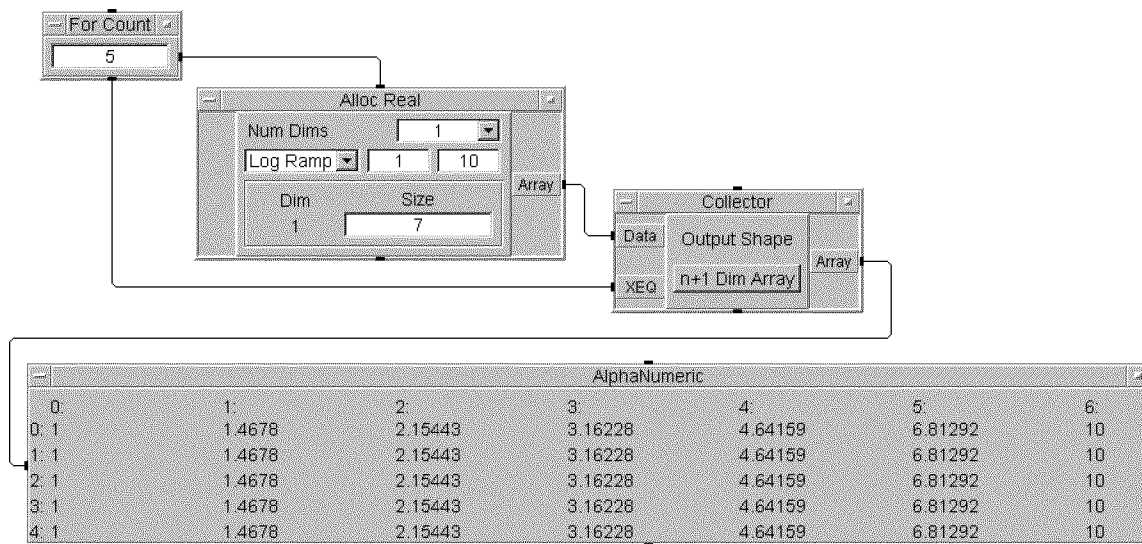 For Count
5
Alloc Real
Num Dims 1
Log Ramp 1 10
Dim Size
1 7
Array
Collector
Data Output Shape
Array
XEQ n+1 Dim Array
AlphaNumeric
0: 1: 2: 3: 4: 5: 6:
0: 1 1.4678 2.15443 3.16228 4.64159 6.81292 10
1: 1 1.4678 2.15443 3.16228 4.64159 6.81292 10
2: 1 1.4678 2.15443 3.16228 4.64159 6.81292 10
3: 1 1.4678 2.15443 3.16228 4.64159 6.81292 10
4: 1 1.4678 2.15443 3.16228 4.64159 6.81292 10